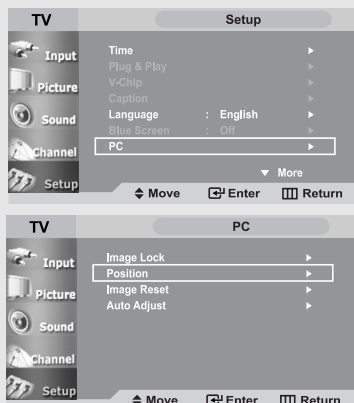 TV Setup
Input
Picture
Sound
Channel
Setup
Time
Plug & Play
V-Chip
Caption
Language : English
Blue Screen : Off
PC
More
Move Enter Return
TV PC
Input
Picture
Sound
Channel
Setup
Image Lock
Position
Image Reset
Auto Adjust
Move Enter Return